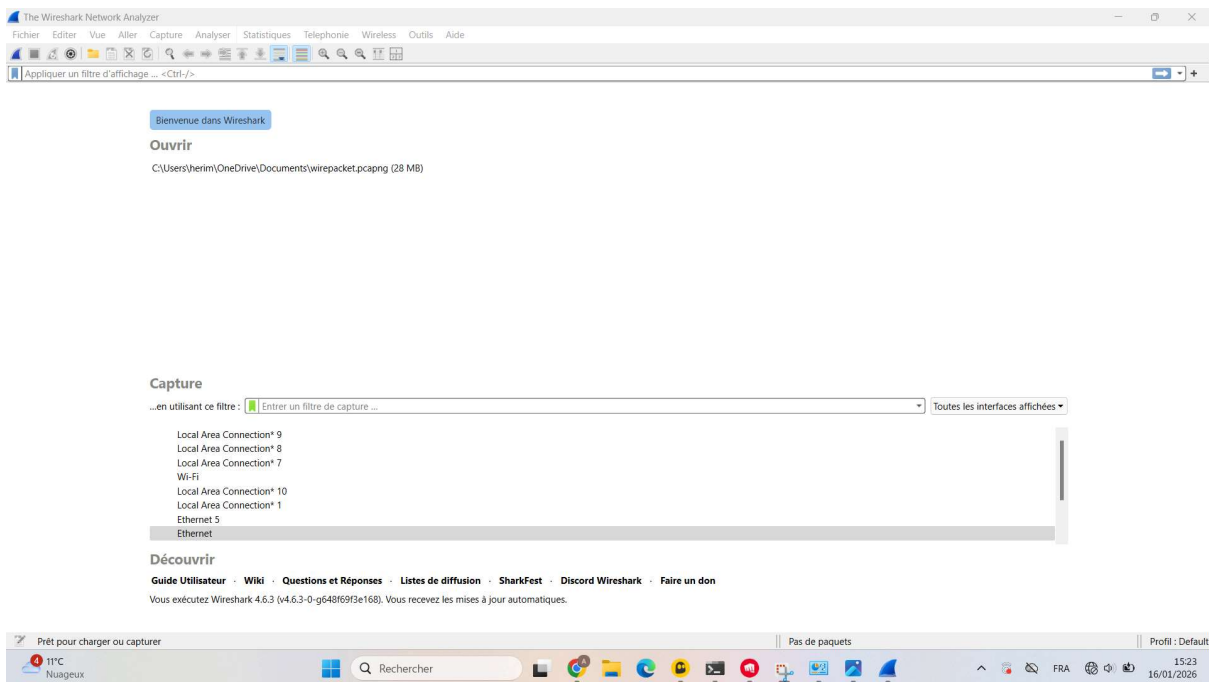 The Wireshark Network Analyzer
Fichier Editer Vue Aller Capture Analyser Statistiques Telephonie Wireless Outils Aide
Appliquer un filtre d'affichage ... <Ctrl-/>
Bienvenue dans Wireshark
Ouvrir
C:\Users\herim\OneDrive\Documents\wirepacket.pcapng (28 MB)
Capture
...en utilisant ce filtre : Entrer un filtre de capture ... Toutes les interfaces affichées
Local Area Connection* 9
Local Area Connection* 8
Local Area Connection* 7
Wi-Fi
Local Area Connection* 10
Local Area Connection* 1
Ethernet 5
Ethernet
Découvrir
Guide Utilisateur · Wiki · Questions et Réponses · Listes de diffusion · SharkFest · Discord Wireshark · Faire un don
Vous exécutez Wireshark 4.6.3 (v4.6.3-0-g648f69f3e168). Vous recevez les mises à jour automatiques.
Prêt pour charger ou capturer Pas de paquets Profil : Default
4 11°C Rechercher FRA 15:23
Nuageux 16/01/2026